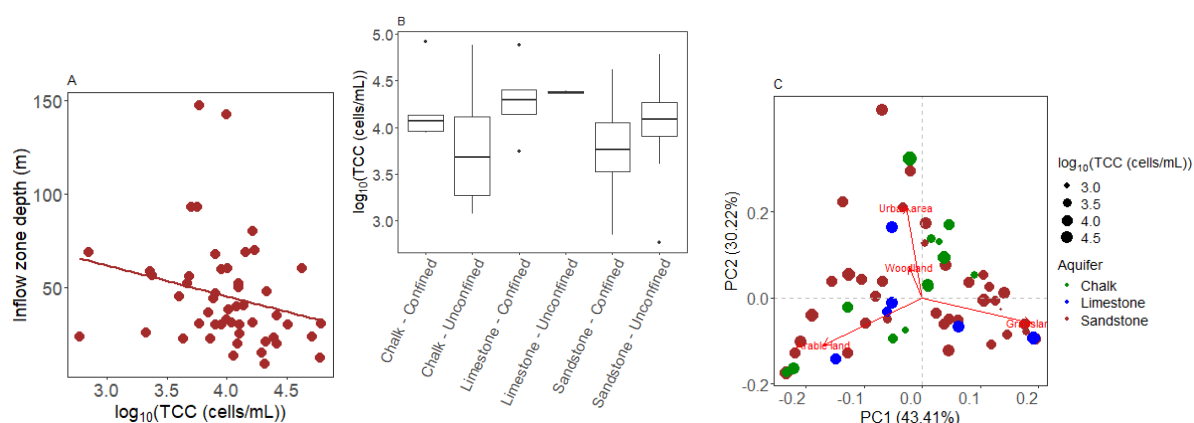 A
150
100
50
Inflow zone depth (m)
3.0 3.5 4.0 4.5
log10(TCC (cells/mL))
B
5.0
4.5
4.0
3.5
3.0
log10(TCC (cells/mL))
Chalk - Confined
Chalk - Unconfined
Limestone - Confined
Limestone - Unconfined
Sandstone - Confined
Sandstone - Unconfined
C
0.2
0.0
-0.2
PC2 (30.22%)
Urban area
Woodland
Arable land
-0.2 -0.1 0.0 0.1 0.2
PC1 (43.41%)
log10(TCC (cells/mL))
3.0
3.5
4.0
4.5
Aquifer
Chalk
Limestone
Sandstone